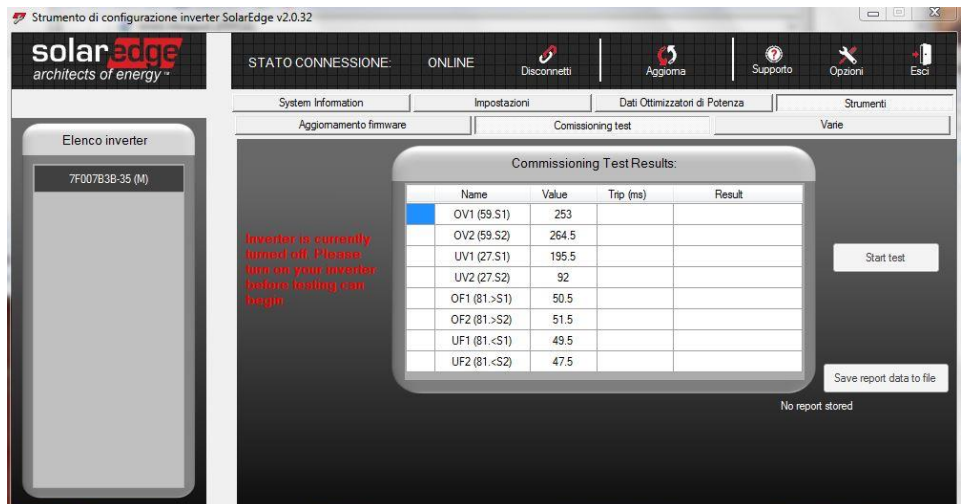 Strumento di configurazione inverter SolarEdge v2.0.32
solaredge
architects of energy™
STATO CONNESSIONE: ONLINE
Disconnetti
Aggiorna
Supporto
Opzioni
Esci
System Information
Impostazioni
Dati Ottimizzatori di Potenza
Strumenti
Aggiornamento firmware
Comissioning test
Varie
Elenco inverter
7F007B3B-35 (M)
Commissioning Test Results:
Name Value Trip (ms) Result
OV1 (59.S1) 253
OV2 (59.S2) 264.5
UV1 (27.S1) 195.5
UV2 (27.S2) 92
OF1 (81.>S1) 50.5
OF2 (81.>S2) 51.5
UF1 (81.<S1) 49.5
UF2 (81.<S2) 47.5
Inverter is currently
turned off. Please
turn on your inverter
before testing can
begin
Start test
Save report data to file
No report stored